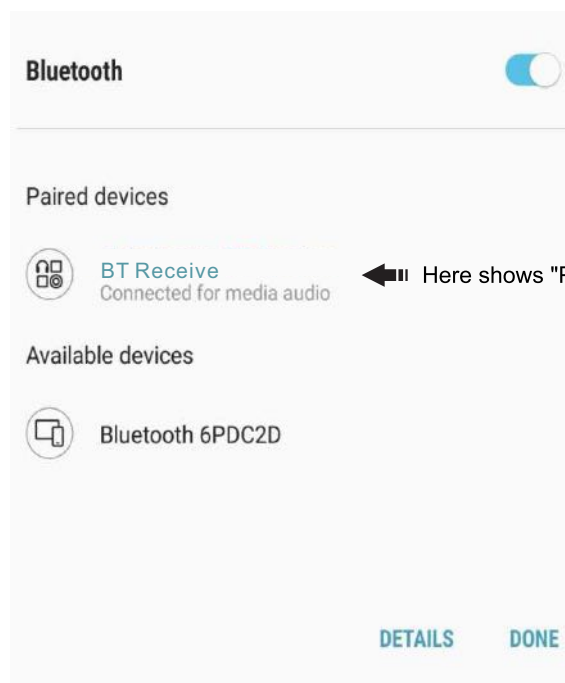 Bluetooth
Paired devices
BT Receive
Connected for media audio
Here shows "
Available devices
Bluetooth 6PDC2D
DETAILS DONE